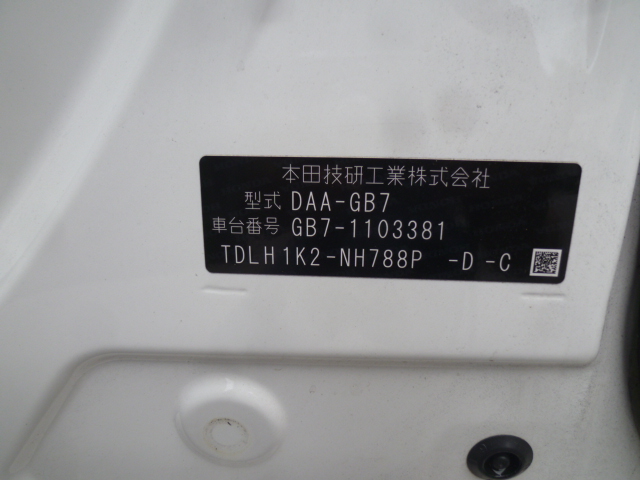 本田技研工業株式会社
型式 DAA-GB7
車台番号 GB7-1103381
TDLH1K2-NH788P -D -C